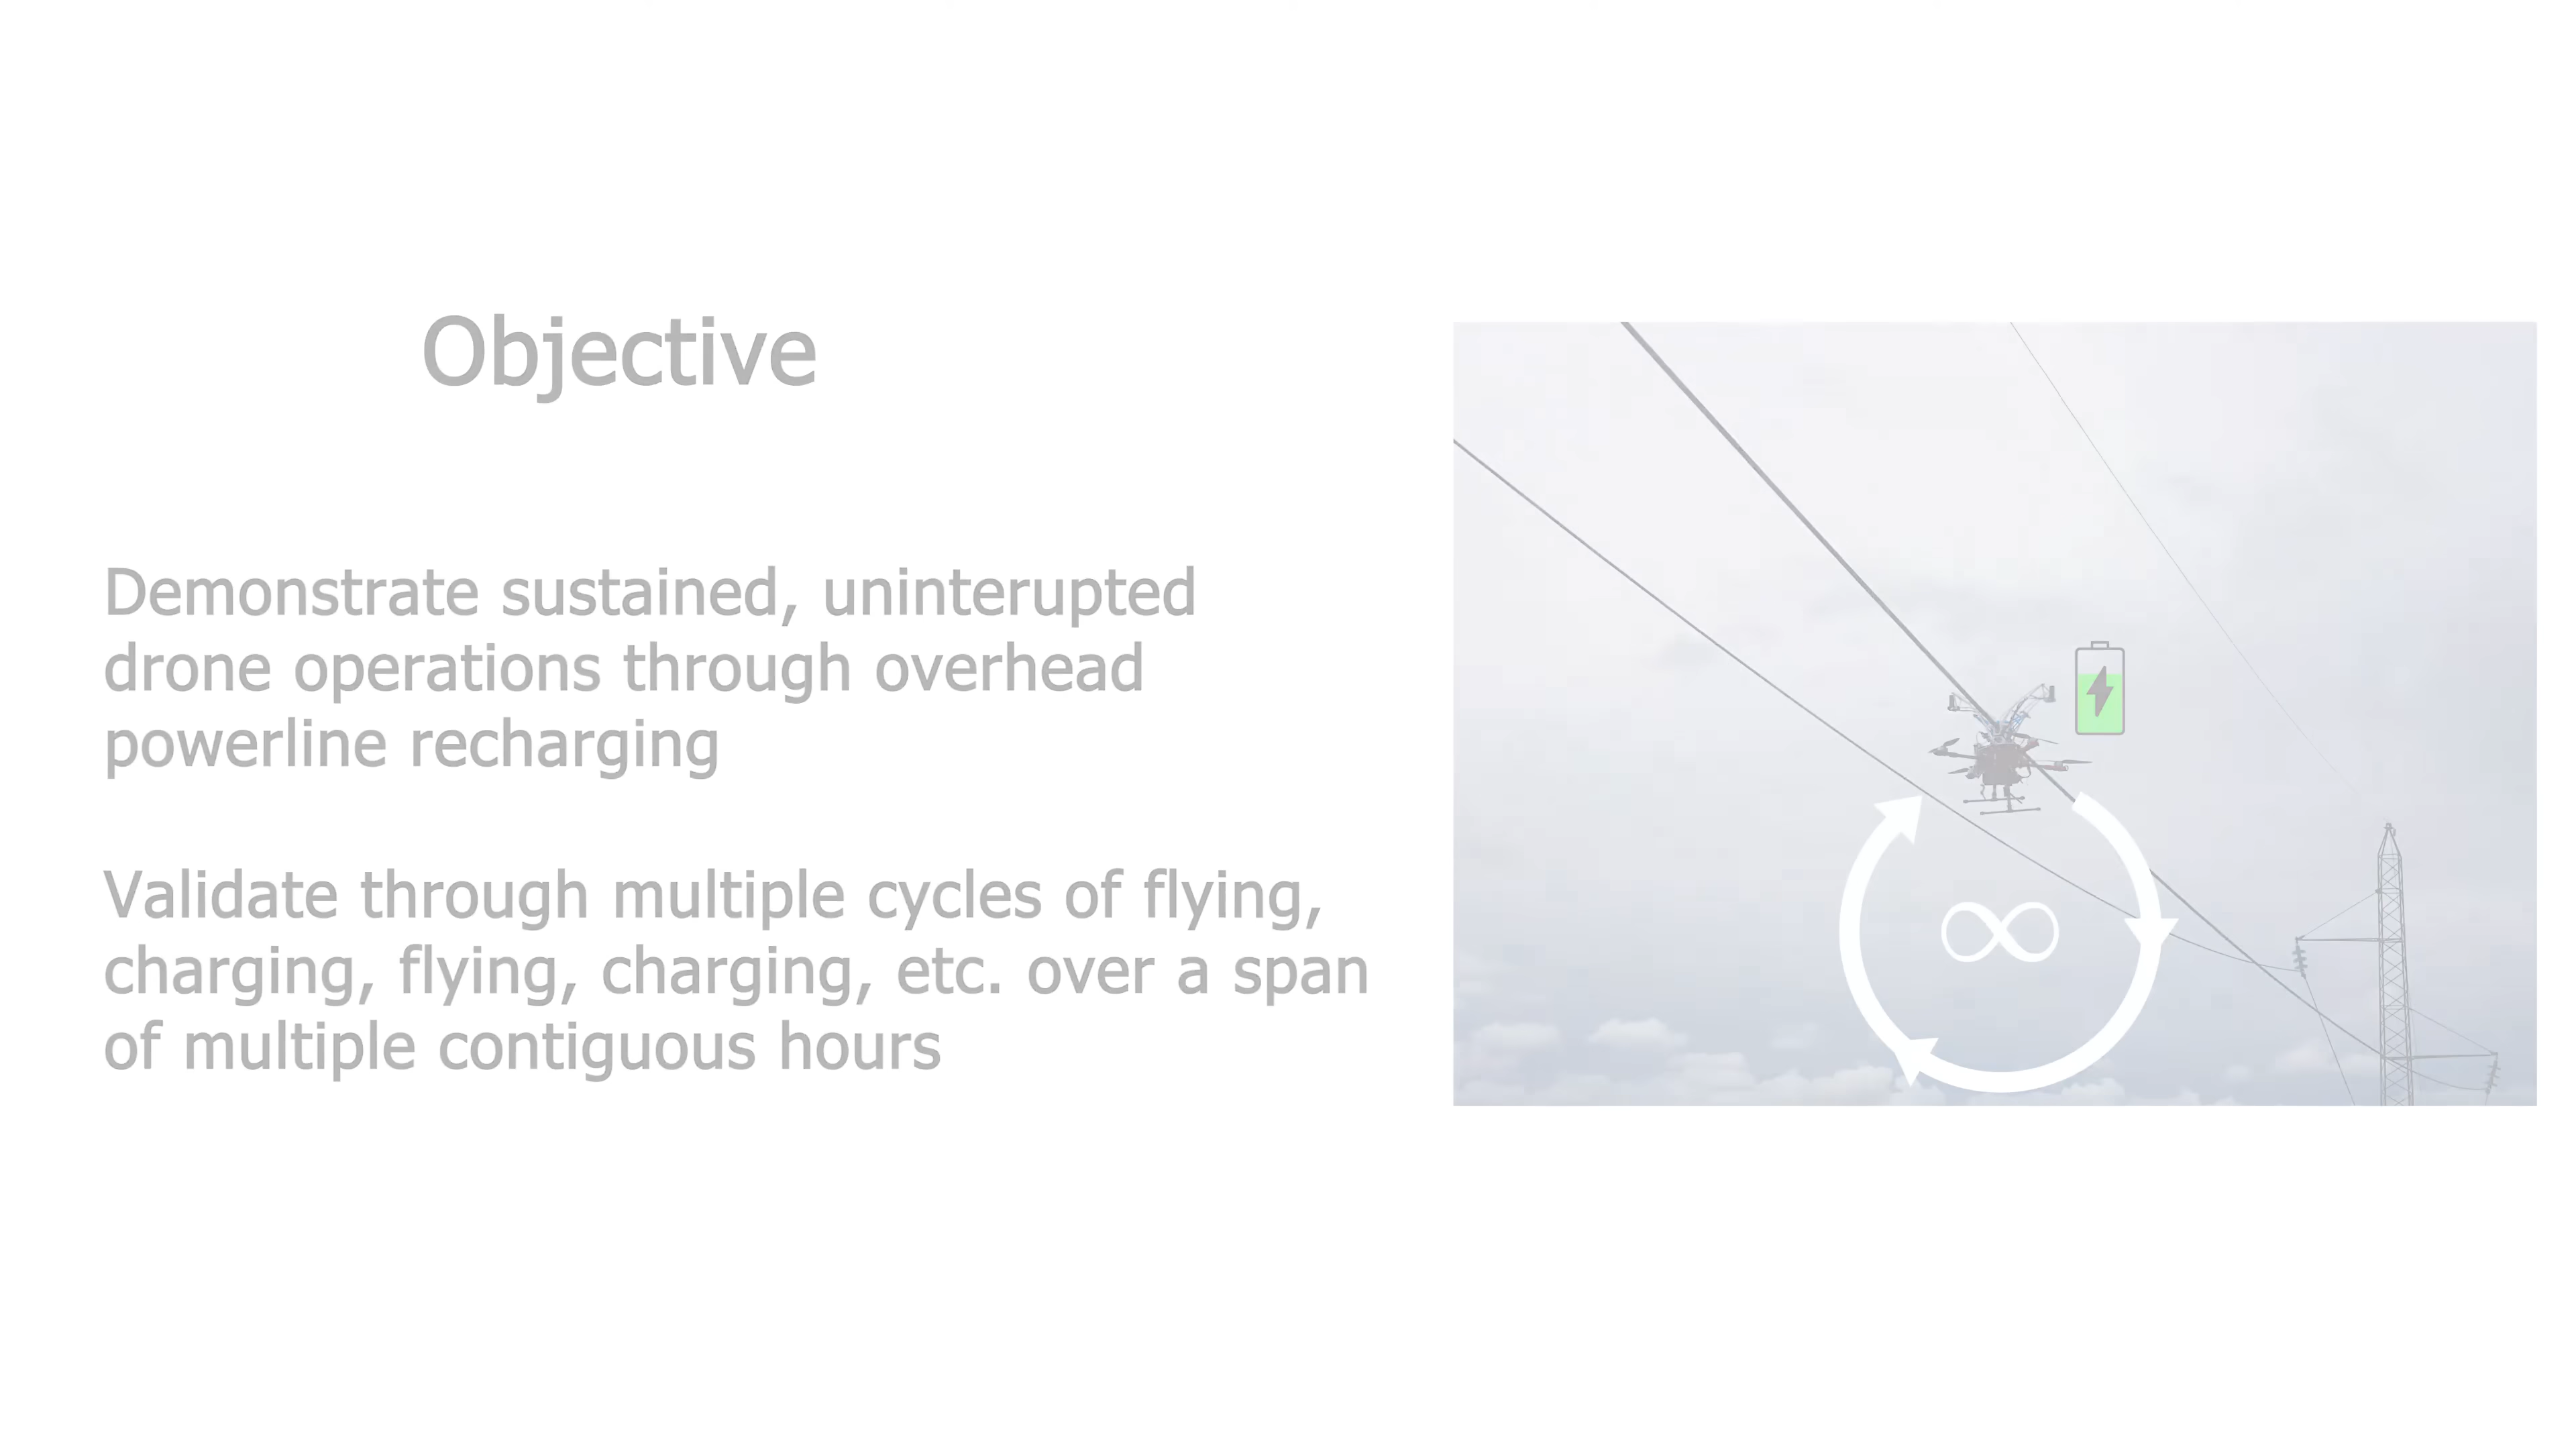 Objective
Demonstrate sustained, uninterupted
drone operations through overhead
powerline recharging
Validate through multiple cycles of flying,
charging, flying, charging, etc. over a span
of multiple contiguous hours